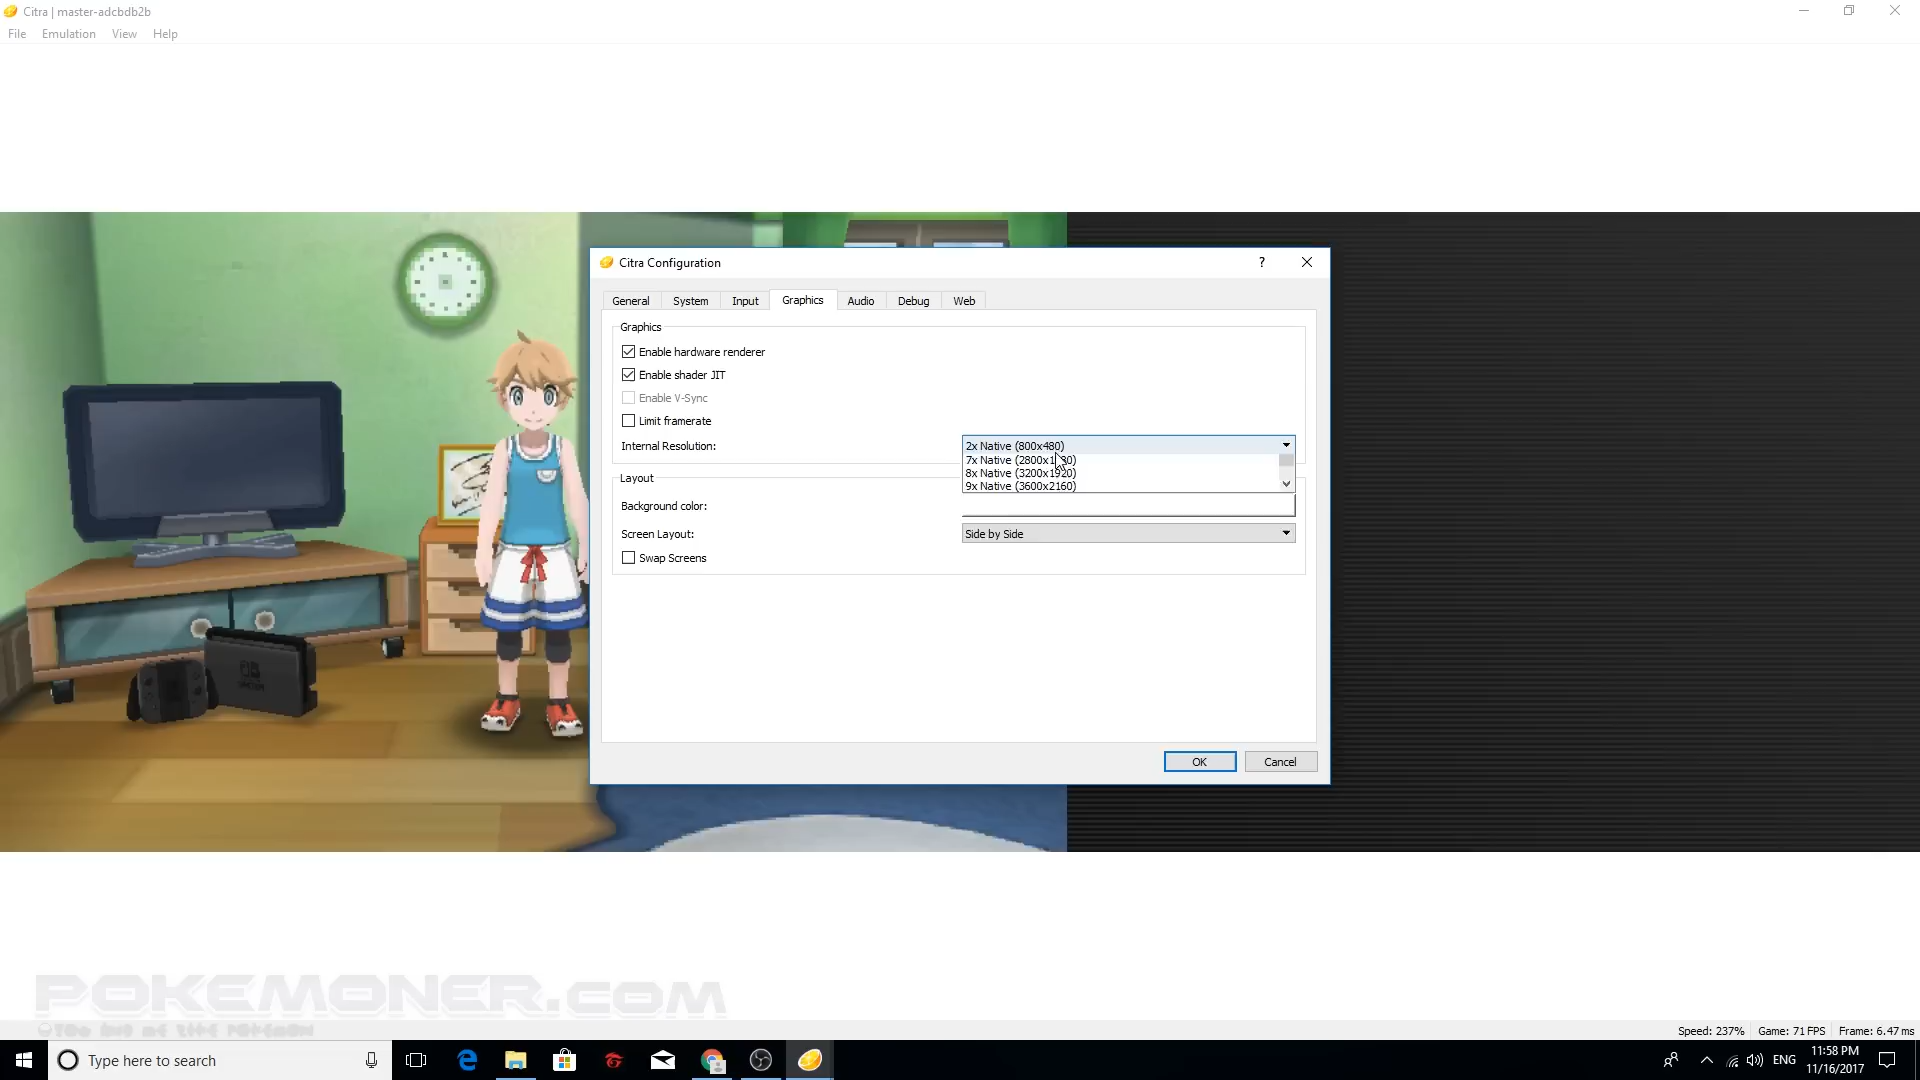 Citra | master-adcbdb2b
File Emulation View Help
Citra Configuration
?
General System Input Graphics Audio Debug Web
Graphics
Enable hardware renderer
Enable shader JIT
Enable V-Sync
Limit framerate
Internal Resolution:
2x Native (800x480)
8x Native (3200x1920)
9x Native (3600x2160)
Layout
Background color:
Screen Layout:
Side by Side
Swap Screens
OK Cancel
POKEMONER.COM
Speed: 237% Game: 71 FPS Frame: 6.47 ms
Type here to search
ENG
11:58 PM
11/16/2017